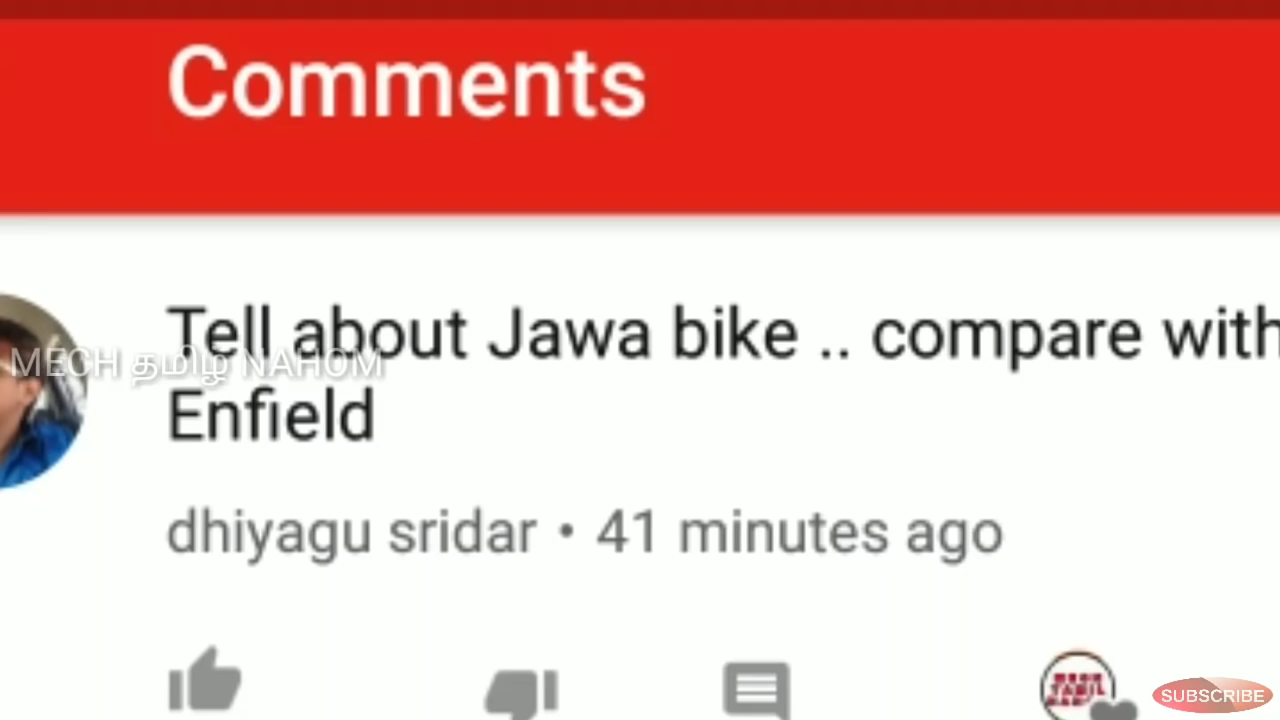 Comments
Tell about Jawa bike .. compare with
MECH தமிழ் NAHOM
Enfield
dhiyagu sridar • 41 minutes ago
SUBSCRIBE